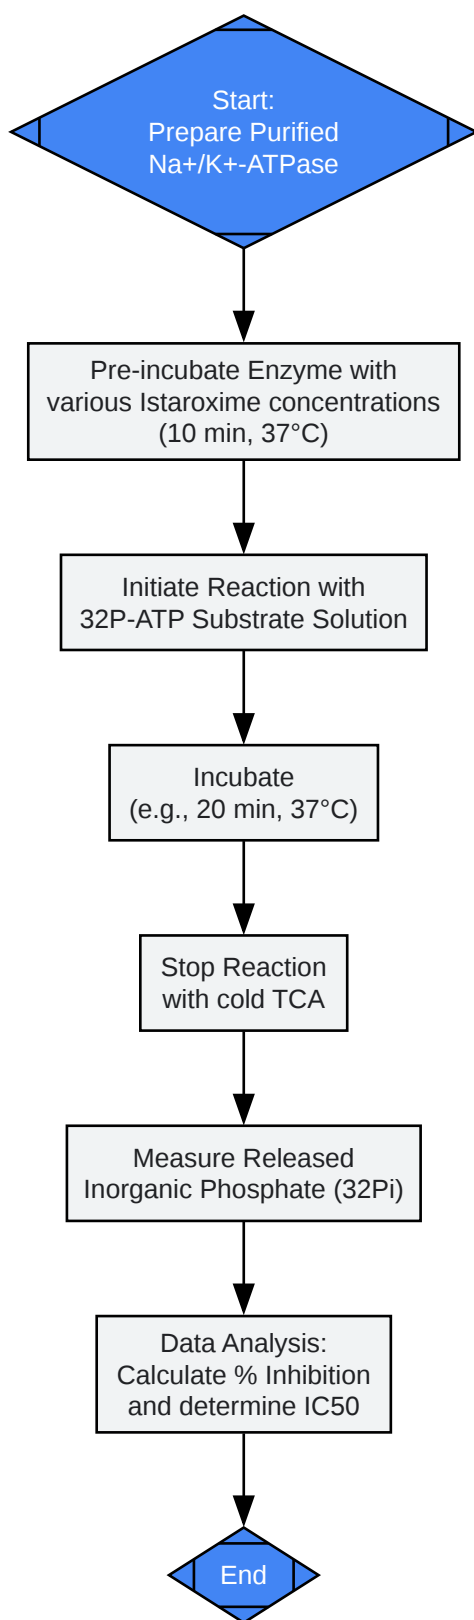 Start:
Prepare Purified
Na+/K+-ATPase
Pre-incubate Enzyme with
various Istaroxime concentrations
(10 min, 37°C)
Initiate Reaction with
32P-ATP Substrate Solution
Incubate
(e.g., 20 min, 37°C)
Stop Reaction
with cold TCA
Measure Released
Inorganic Phosphate (32Pi)
Data Analysis:
Calculate % Inhibition
and determine IC50
End